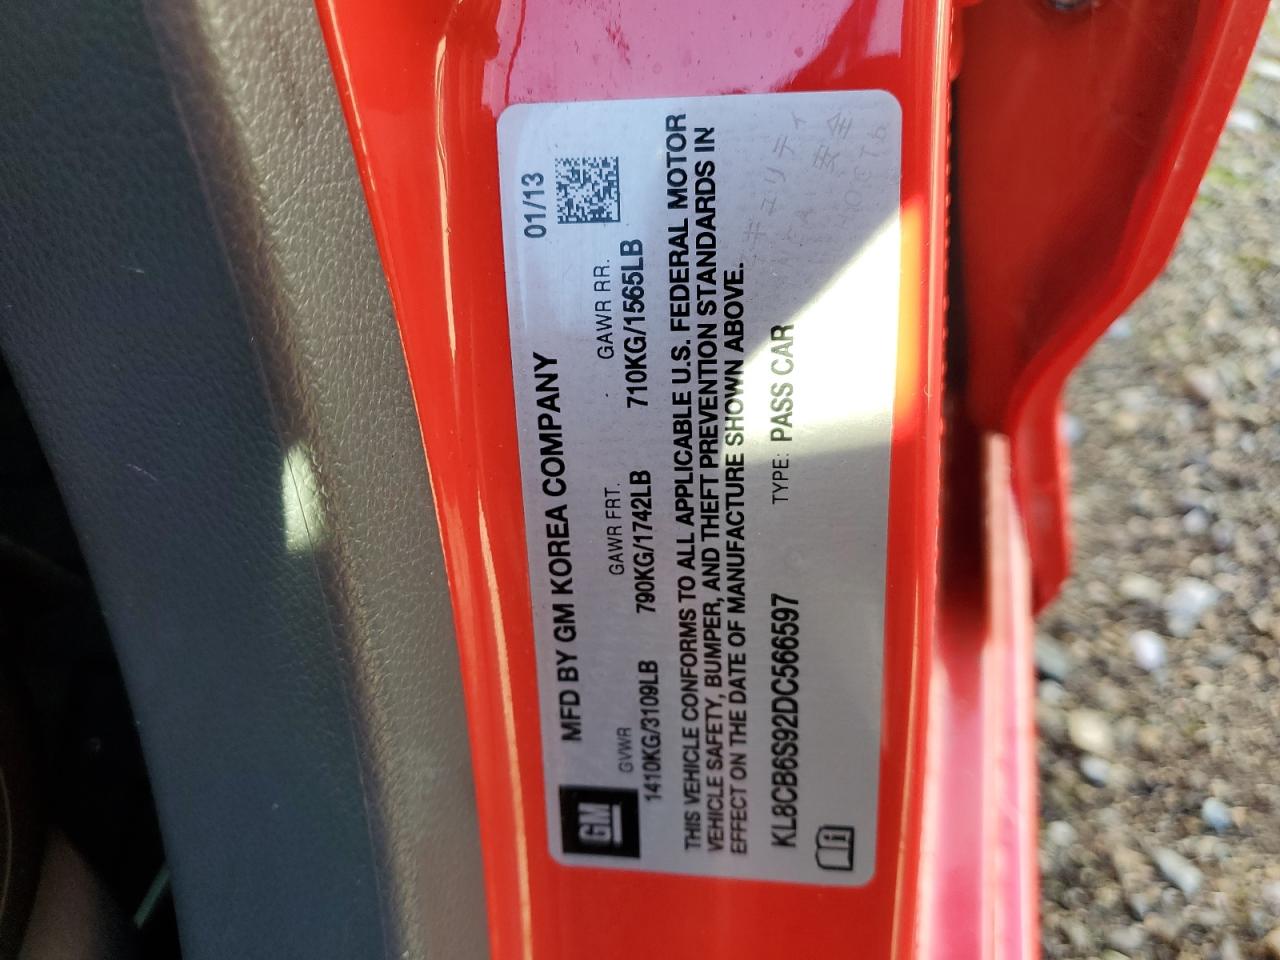 GM
MFD BY GM KOREA COMPANY
01/13
GVWR
GAWR FRT.
GAWR RR.
1410KG/3109LB
790KG/1742LB
710KG/1565LB
THIS VEHICLE CONFORMS TO ALL APPLICABLE U.S. FEDERAL MOTOR
VEHICLE SAFETY, BUMPER, AND THEFT PREVENTION STANDARDS IN
EFFECT ON THE DATE OF MANUFACTURE SHOWN ABOVE.
KL8CB6S92DC566597
TYPE: PASS CAR